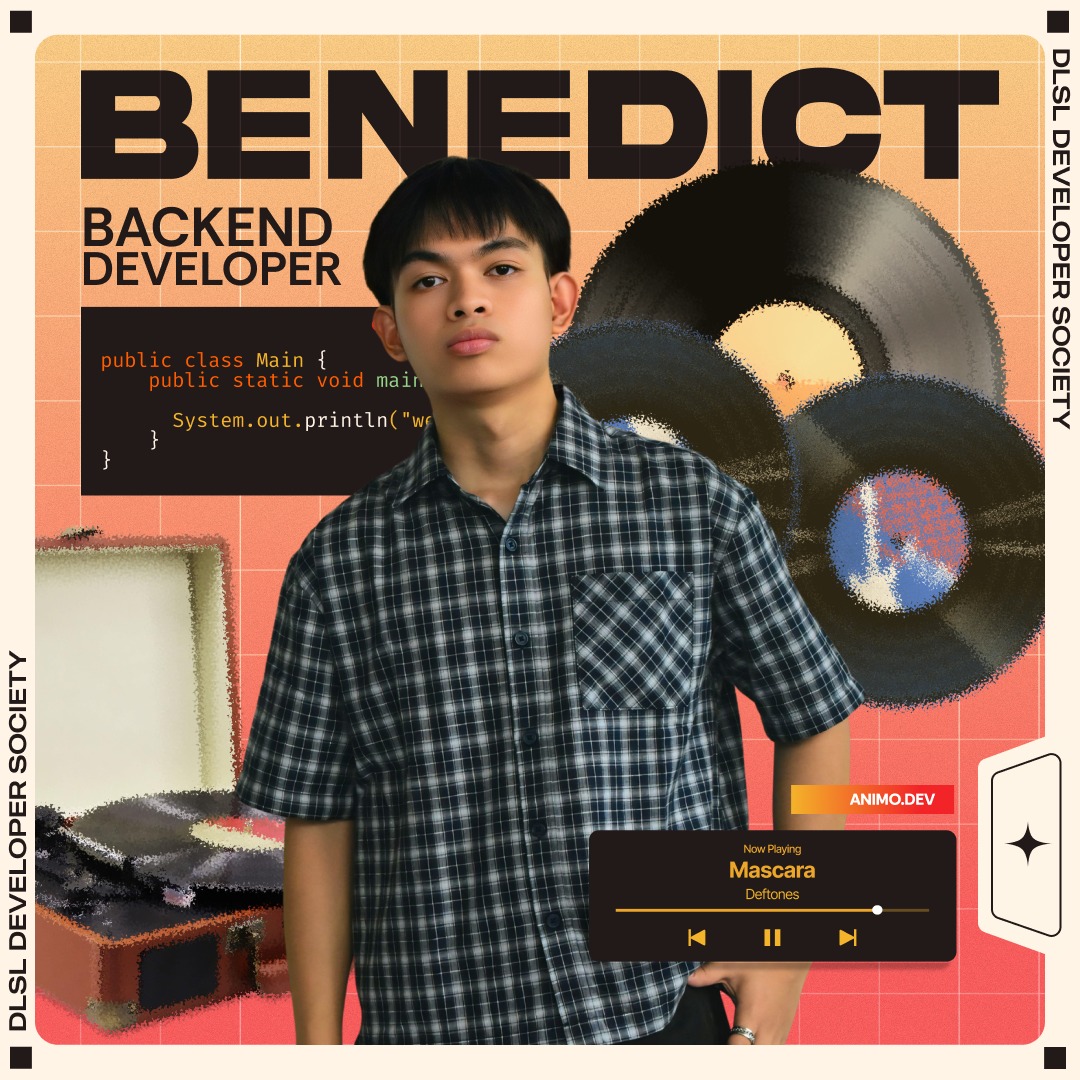 BENEDICT
BACKEND
DEVELOPER
public class Main {
public static void main
System.out.println("we
}
}
ANIMO.DEV
Now Playing
Mascara
Deftones
DLSL DEVELOPER SOCIETY
DLSL DEVELOPER SOCIETY